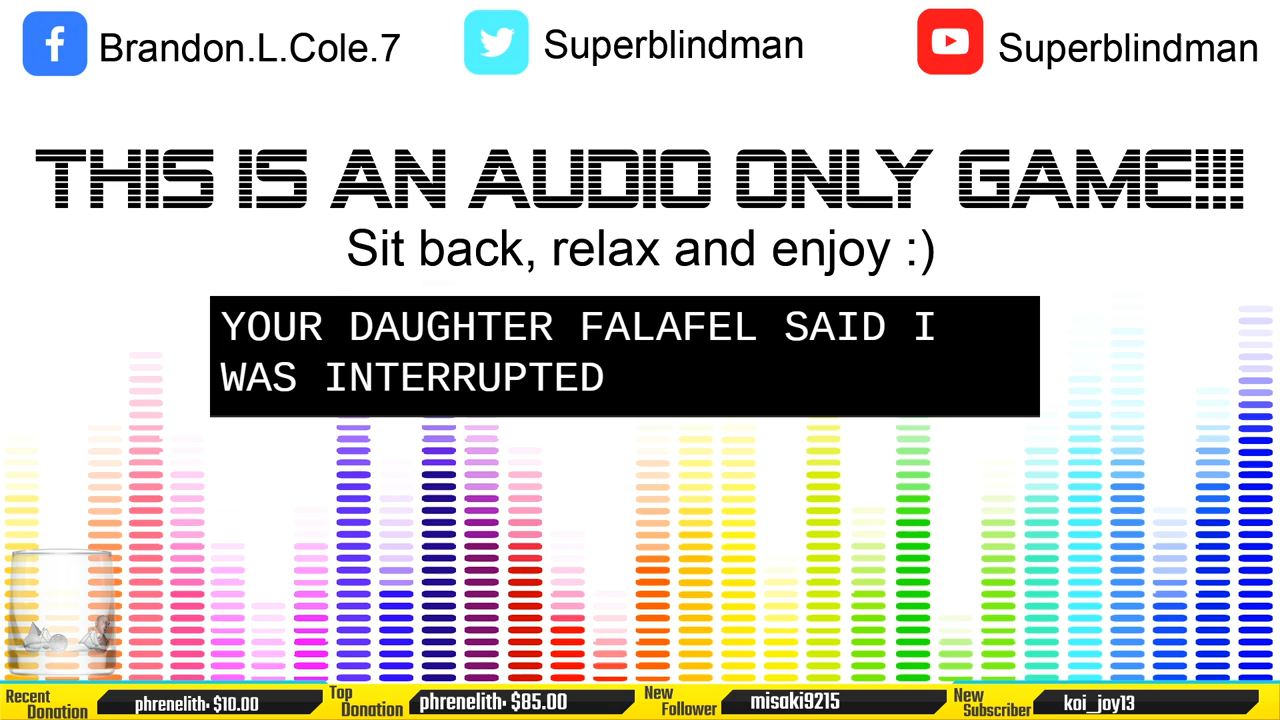 Brandon.L.Cole.7
Superblindman
Superblindman
THIS IS AN AUDIO ONLY GAME!!!
Sit back, relax and enjoy :)
YOUR DAUGHTER FALAFEL SAID I
WAS INTERRUPTED
Recent Donation
phrenelith: $10.00
Top Donation
phrenelith: $85.00
New Follower
misaki9215
New Subscriber
koi_joy13